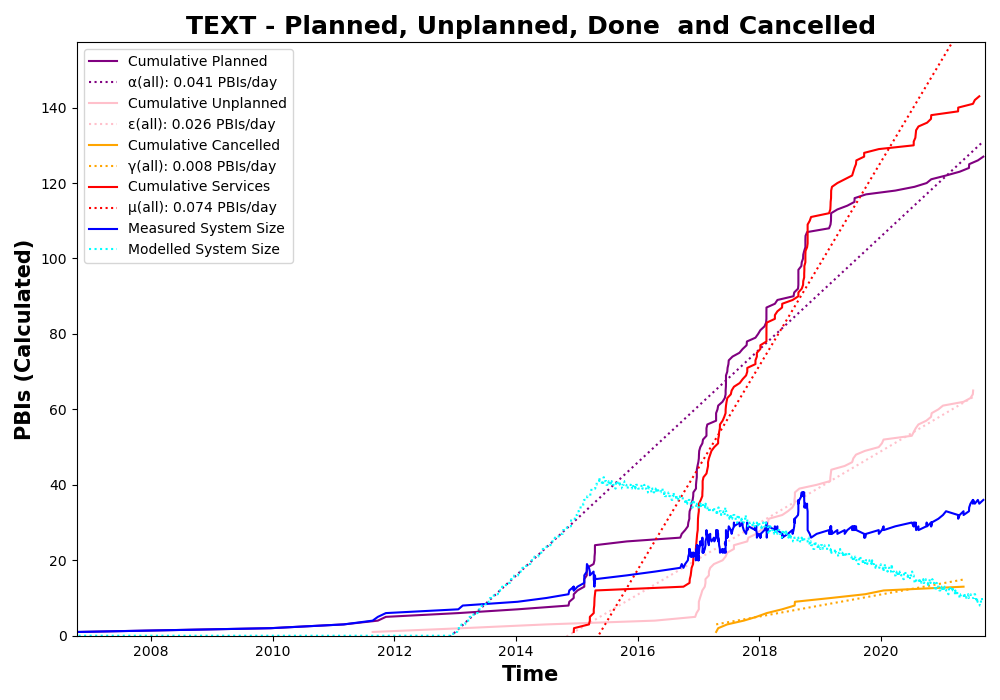 TEXT - Planned, Unplanned, Done  and Cancelled
Cumulative Planned
α(all): 0.041 PBIs/day
Cumulative Unplanned
ε(all): 0.026 PBIs/day
Cumulative Cancelled
γ(all): 0.008 PBIs/day
Cumulative Services
μ(all): 0.074 PBIs/day
Measured System Size
Modelled System Size
PBIs (Calculated)
140
120
100
80
60
40
20
0
2008 2010 2012 2014 2016 2018 2020
Time